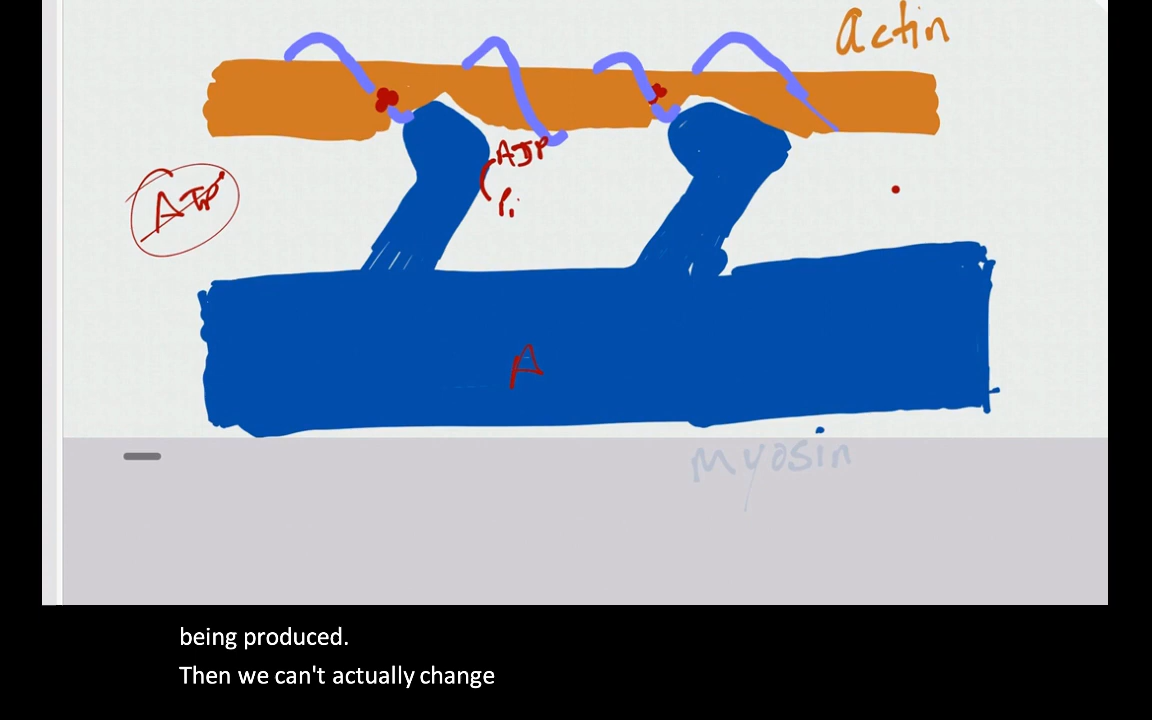 Actin
ATP
ATP
Pi
A
myosin
being produced.
Then we can't actually change